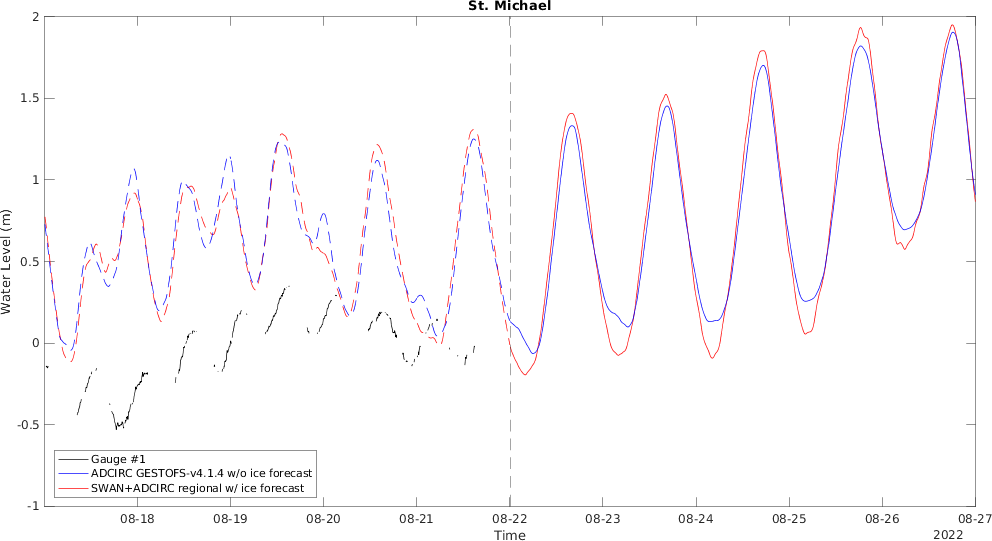 St. Michael
2
1.5
1
0.5
0
-0.5
-1
Water Level (m)
Gauge #1
ADCIRC GESTOFS-v4.1.4 w/o ice forecast
SWAN+ADCIRC regional w/ ice forecast
08-18 08-19 08-20 08-21 08-22 08-23 08-24 08-25 08-26 08-27
Time
2022